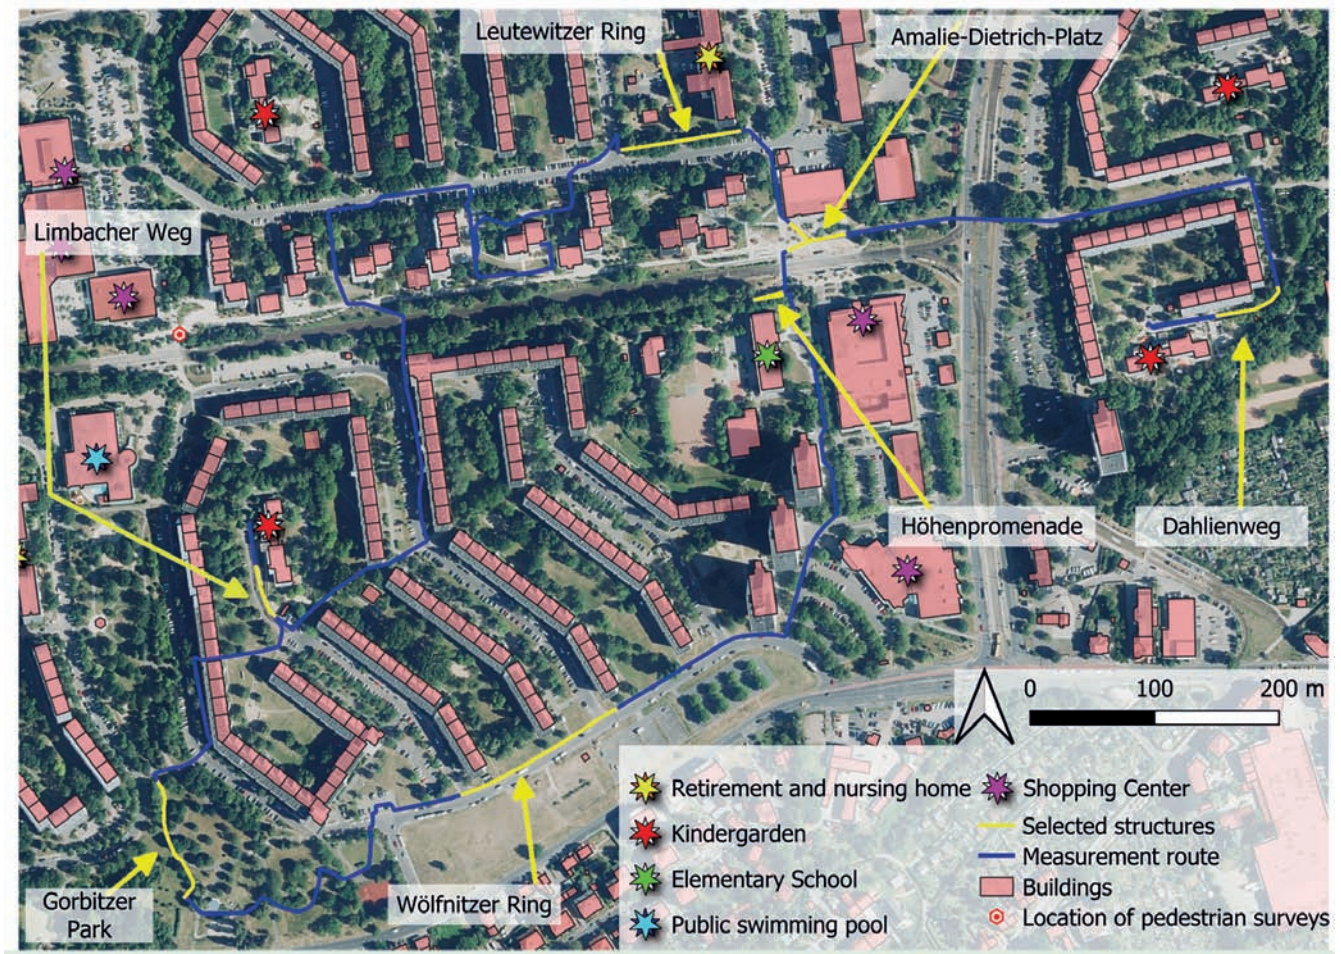 Leutewitzer Ring
Amalie-Dietrich-Platz
Limbacher Weg
Höhenpromenade
Dahlienweg
0 100 200 m
Retirement and nursing home
Kindergarden
Elementary School
Public swimming pool
Shopping Center
Selected structures
Measurement route
Buildings
Location of pedestrian surveys
Gorbitzer
Park
Wölfnitzer Ring